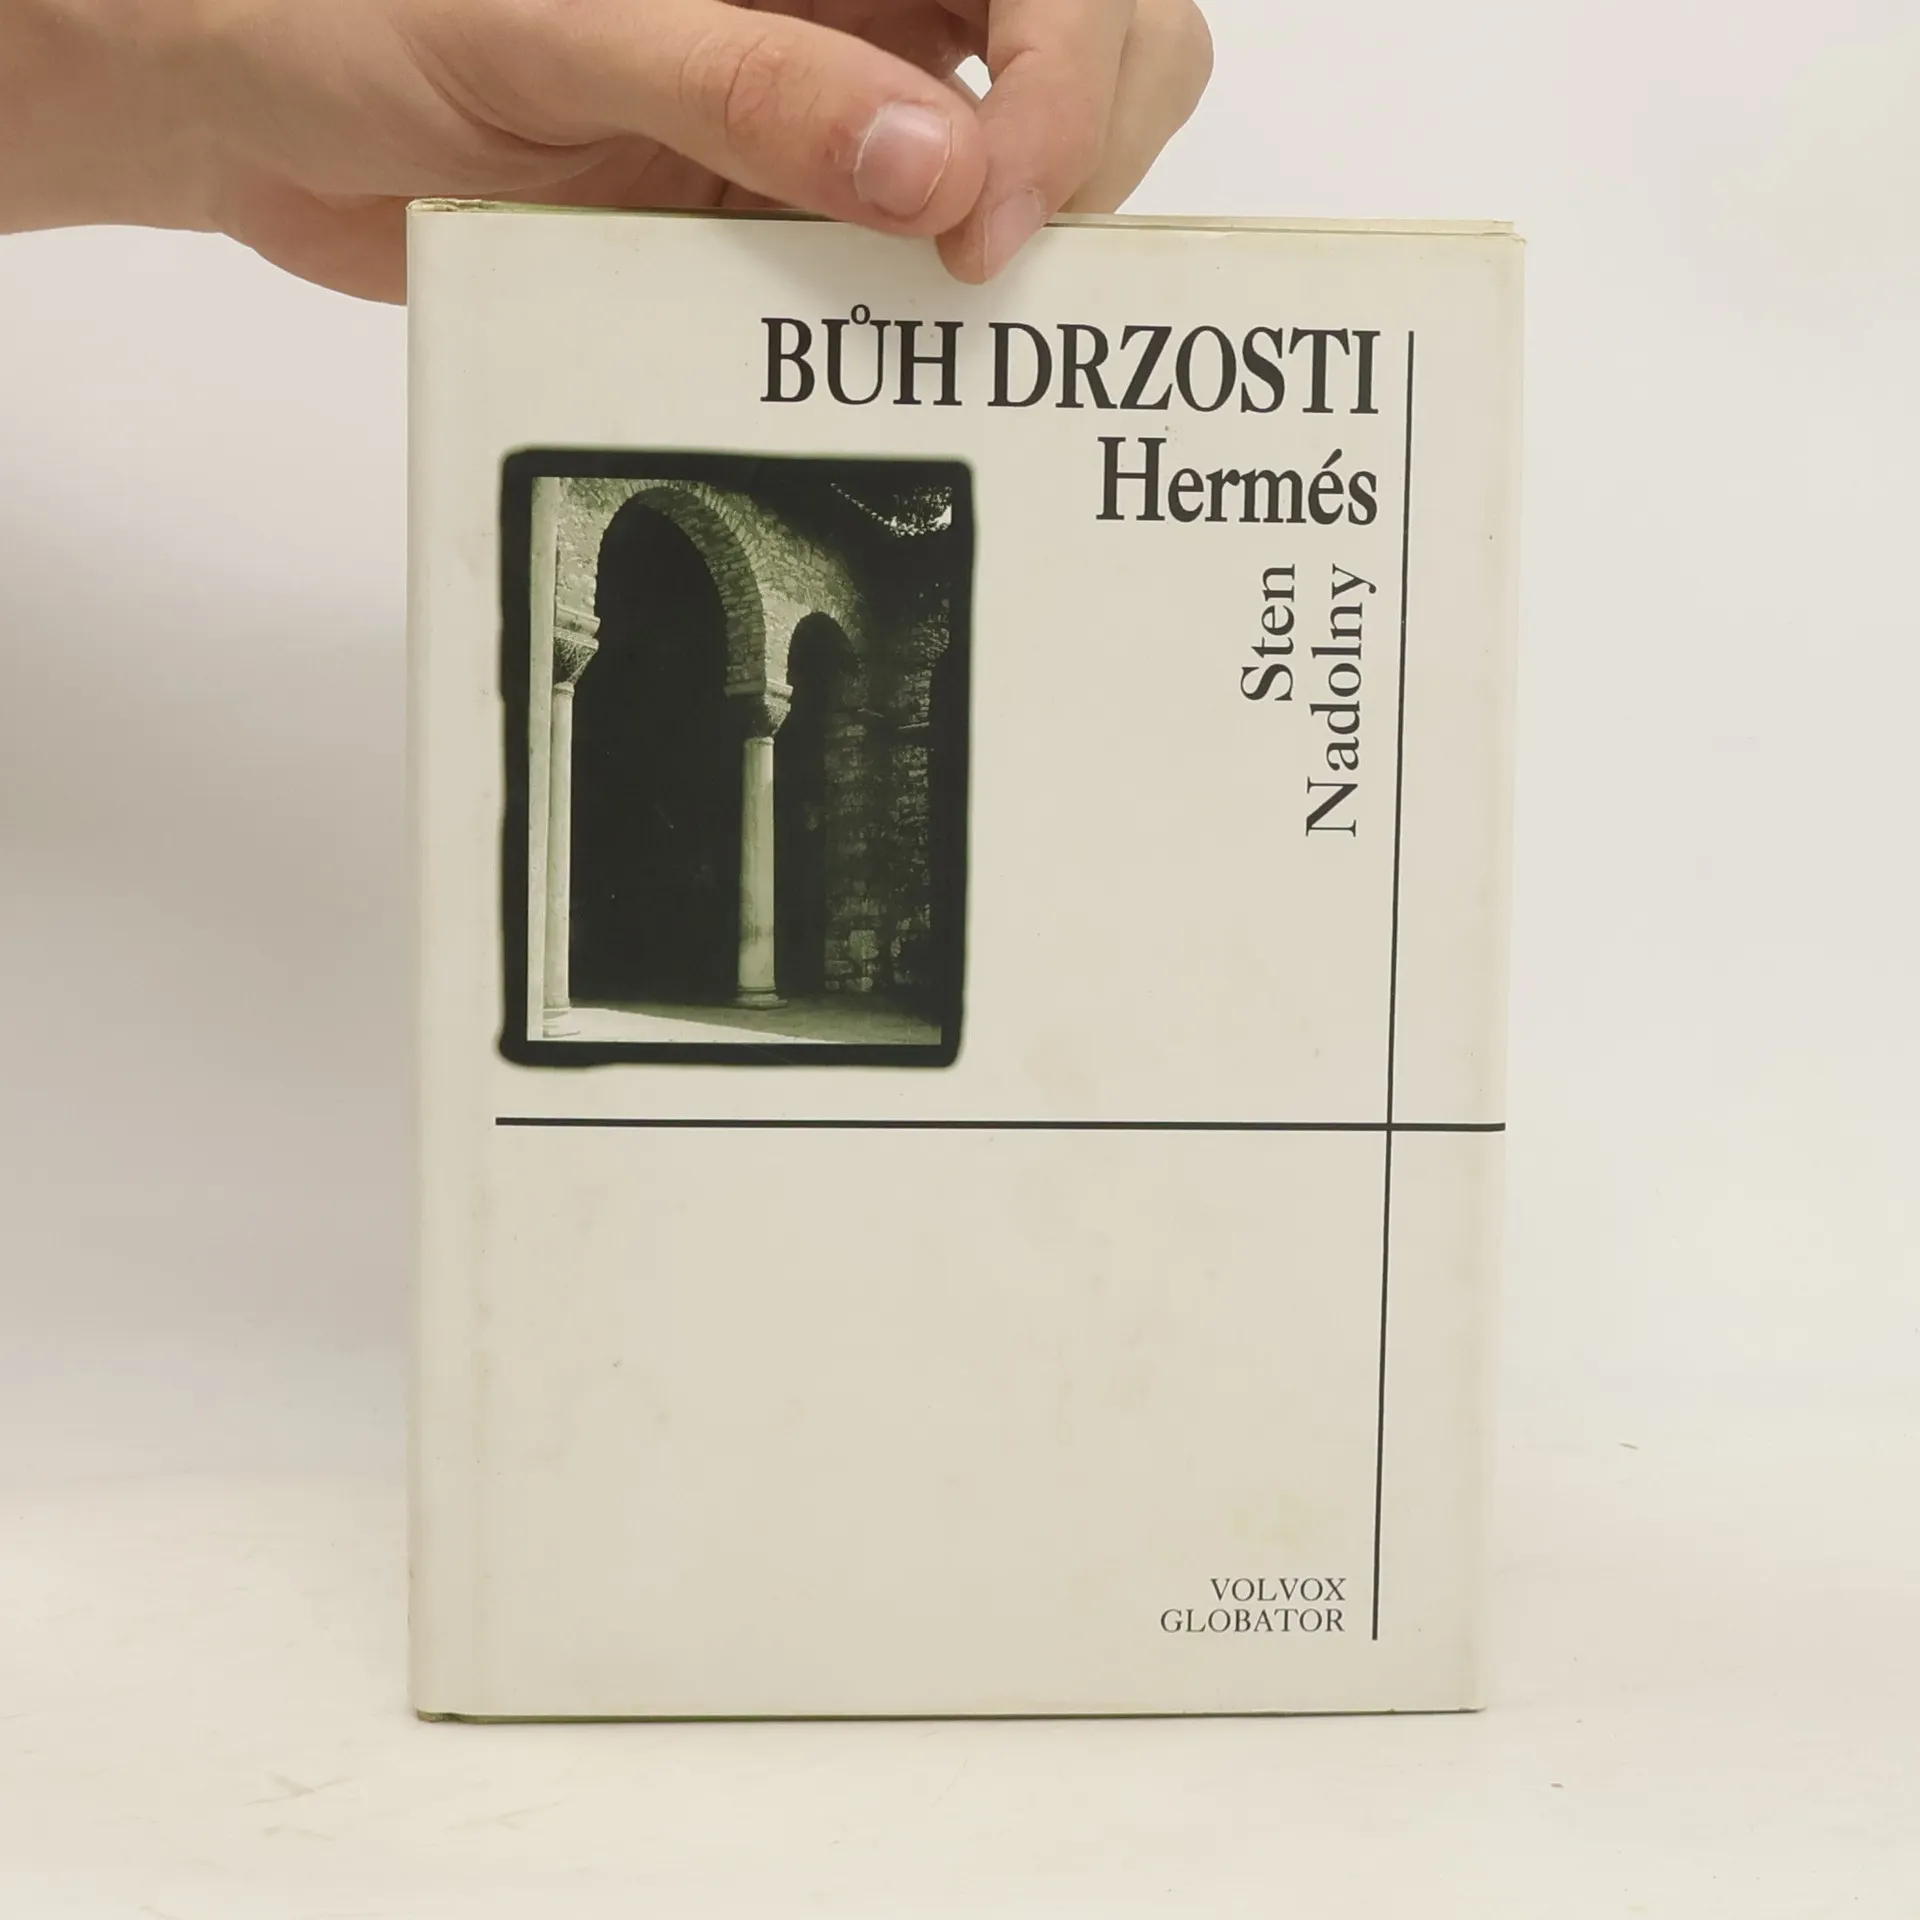 BŮH DRZOSTI
Hermés
Sten
Nadolny
VOLVOX
GLOBATOR